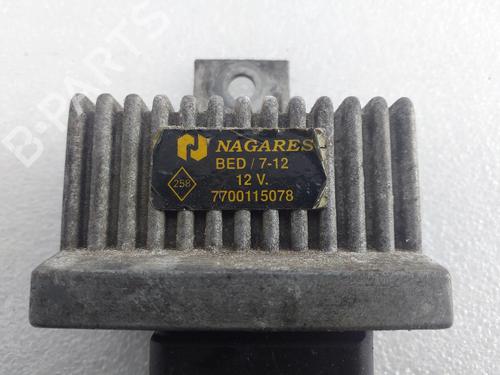 NAGARES
BED / 7-12
258
12 V.
7700115078
B-PARTS